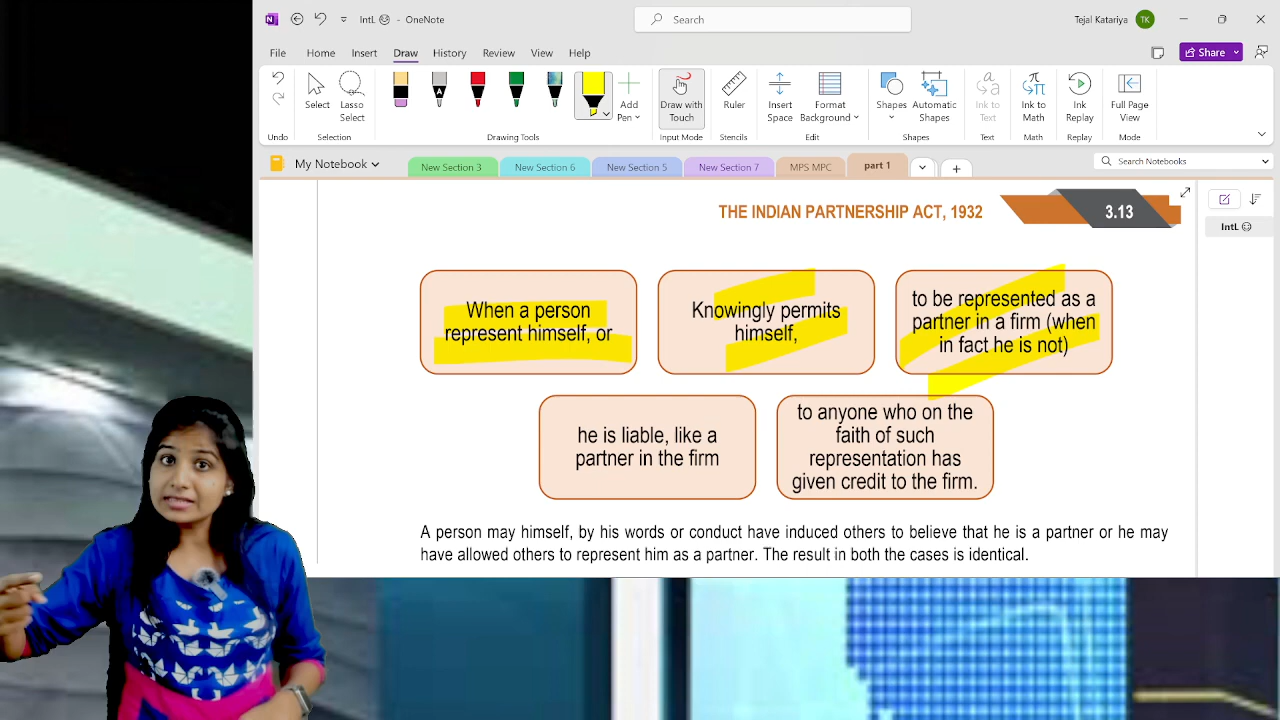 IntL - OneNote
Search
Tejal Katariya
TK
File Home Insert Draw History Review View Help
Share
Select
Lasso Select
Add Pen
Draw with Touch
Ruler
Insert Space
Format Background
Shapes
Automatic Shapes
Ink to Text
Ink to Math
Ink Replay
Full Page View
Undo
Selection
Drawing Tools
Input Mode
Stencils
Edit
Shapes
Text
Math
Replay
Mode
My Notebook
New Section 3
New Section 6
New Section 5
New Section 7
MPS MPC
part 1
Search Notebooks
IntL
THE INDIAN PARTNERSHIP ACT, 1932
3.13
When a person
represent himself, or
Knowingly permits
himself,
to be represented as a
partner in a firm (when
in fact he is not)
he is liable, like a
partner in the firm
to anyone who on the
faith of such
representation has
given credit to the firm.
A person may himself, by his words or conduct have induced others to believe that he is a partner or he may
have allowed others to represent him as a partner. The result in both the cases is identical.